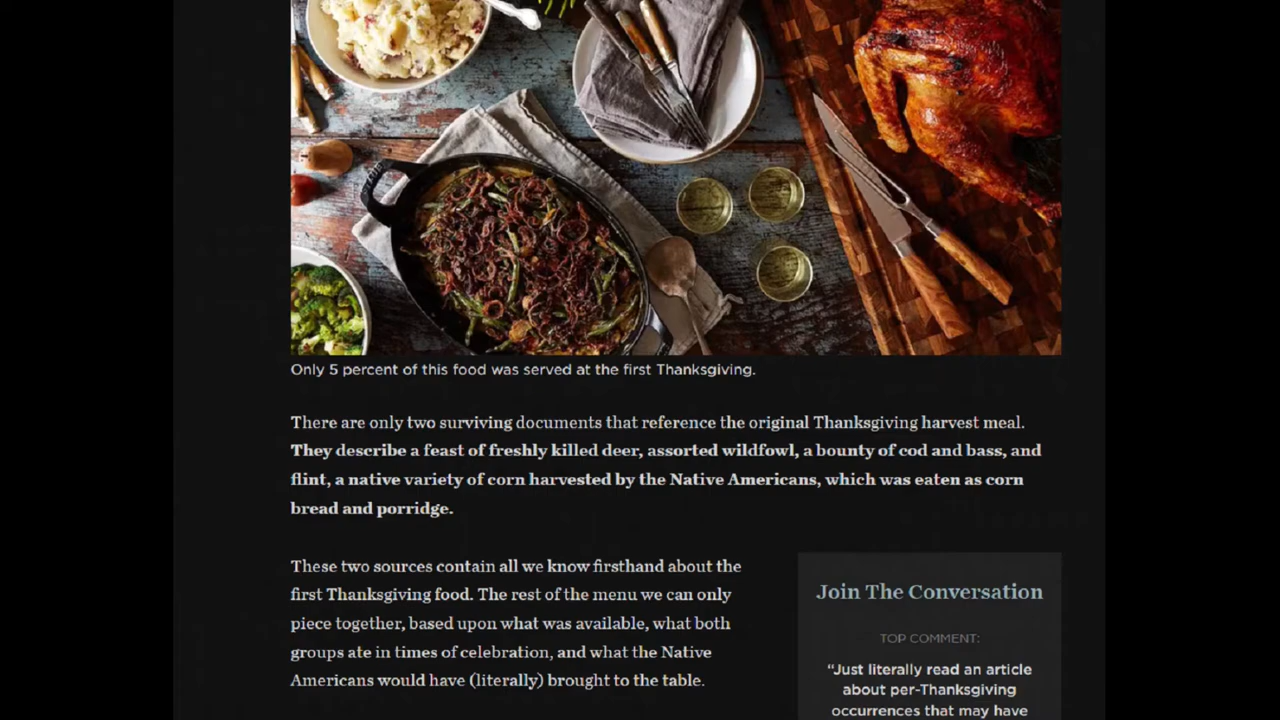 Only 5 percent of this food was served at the first Thanksgiving.
There are only two surviving documents that reference the original Thanksgiving harvest meal.
They describe a feast of freshly killed deer, assorted wildfowl, a bounty of cod and bass, and
flint, a native variety of corn harvested by the Native Americans, which was eaten as corn
bread and porridge.
These two sources contain all we know firsthand about the
first Thanksgiving food. The rest of the menu we can only
piece together, based upon what was available, what both
groups ate in times of celebration, and what the Native
Americans would have (literally) brought to the table.
Join The Conversation
TOP COMMENT:
“Just literally read an article
about per-Thanksgiving
occurrences that may have